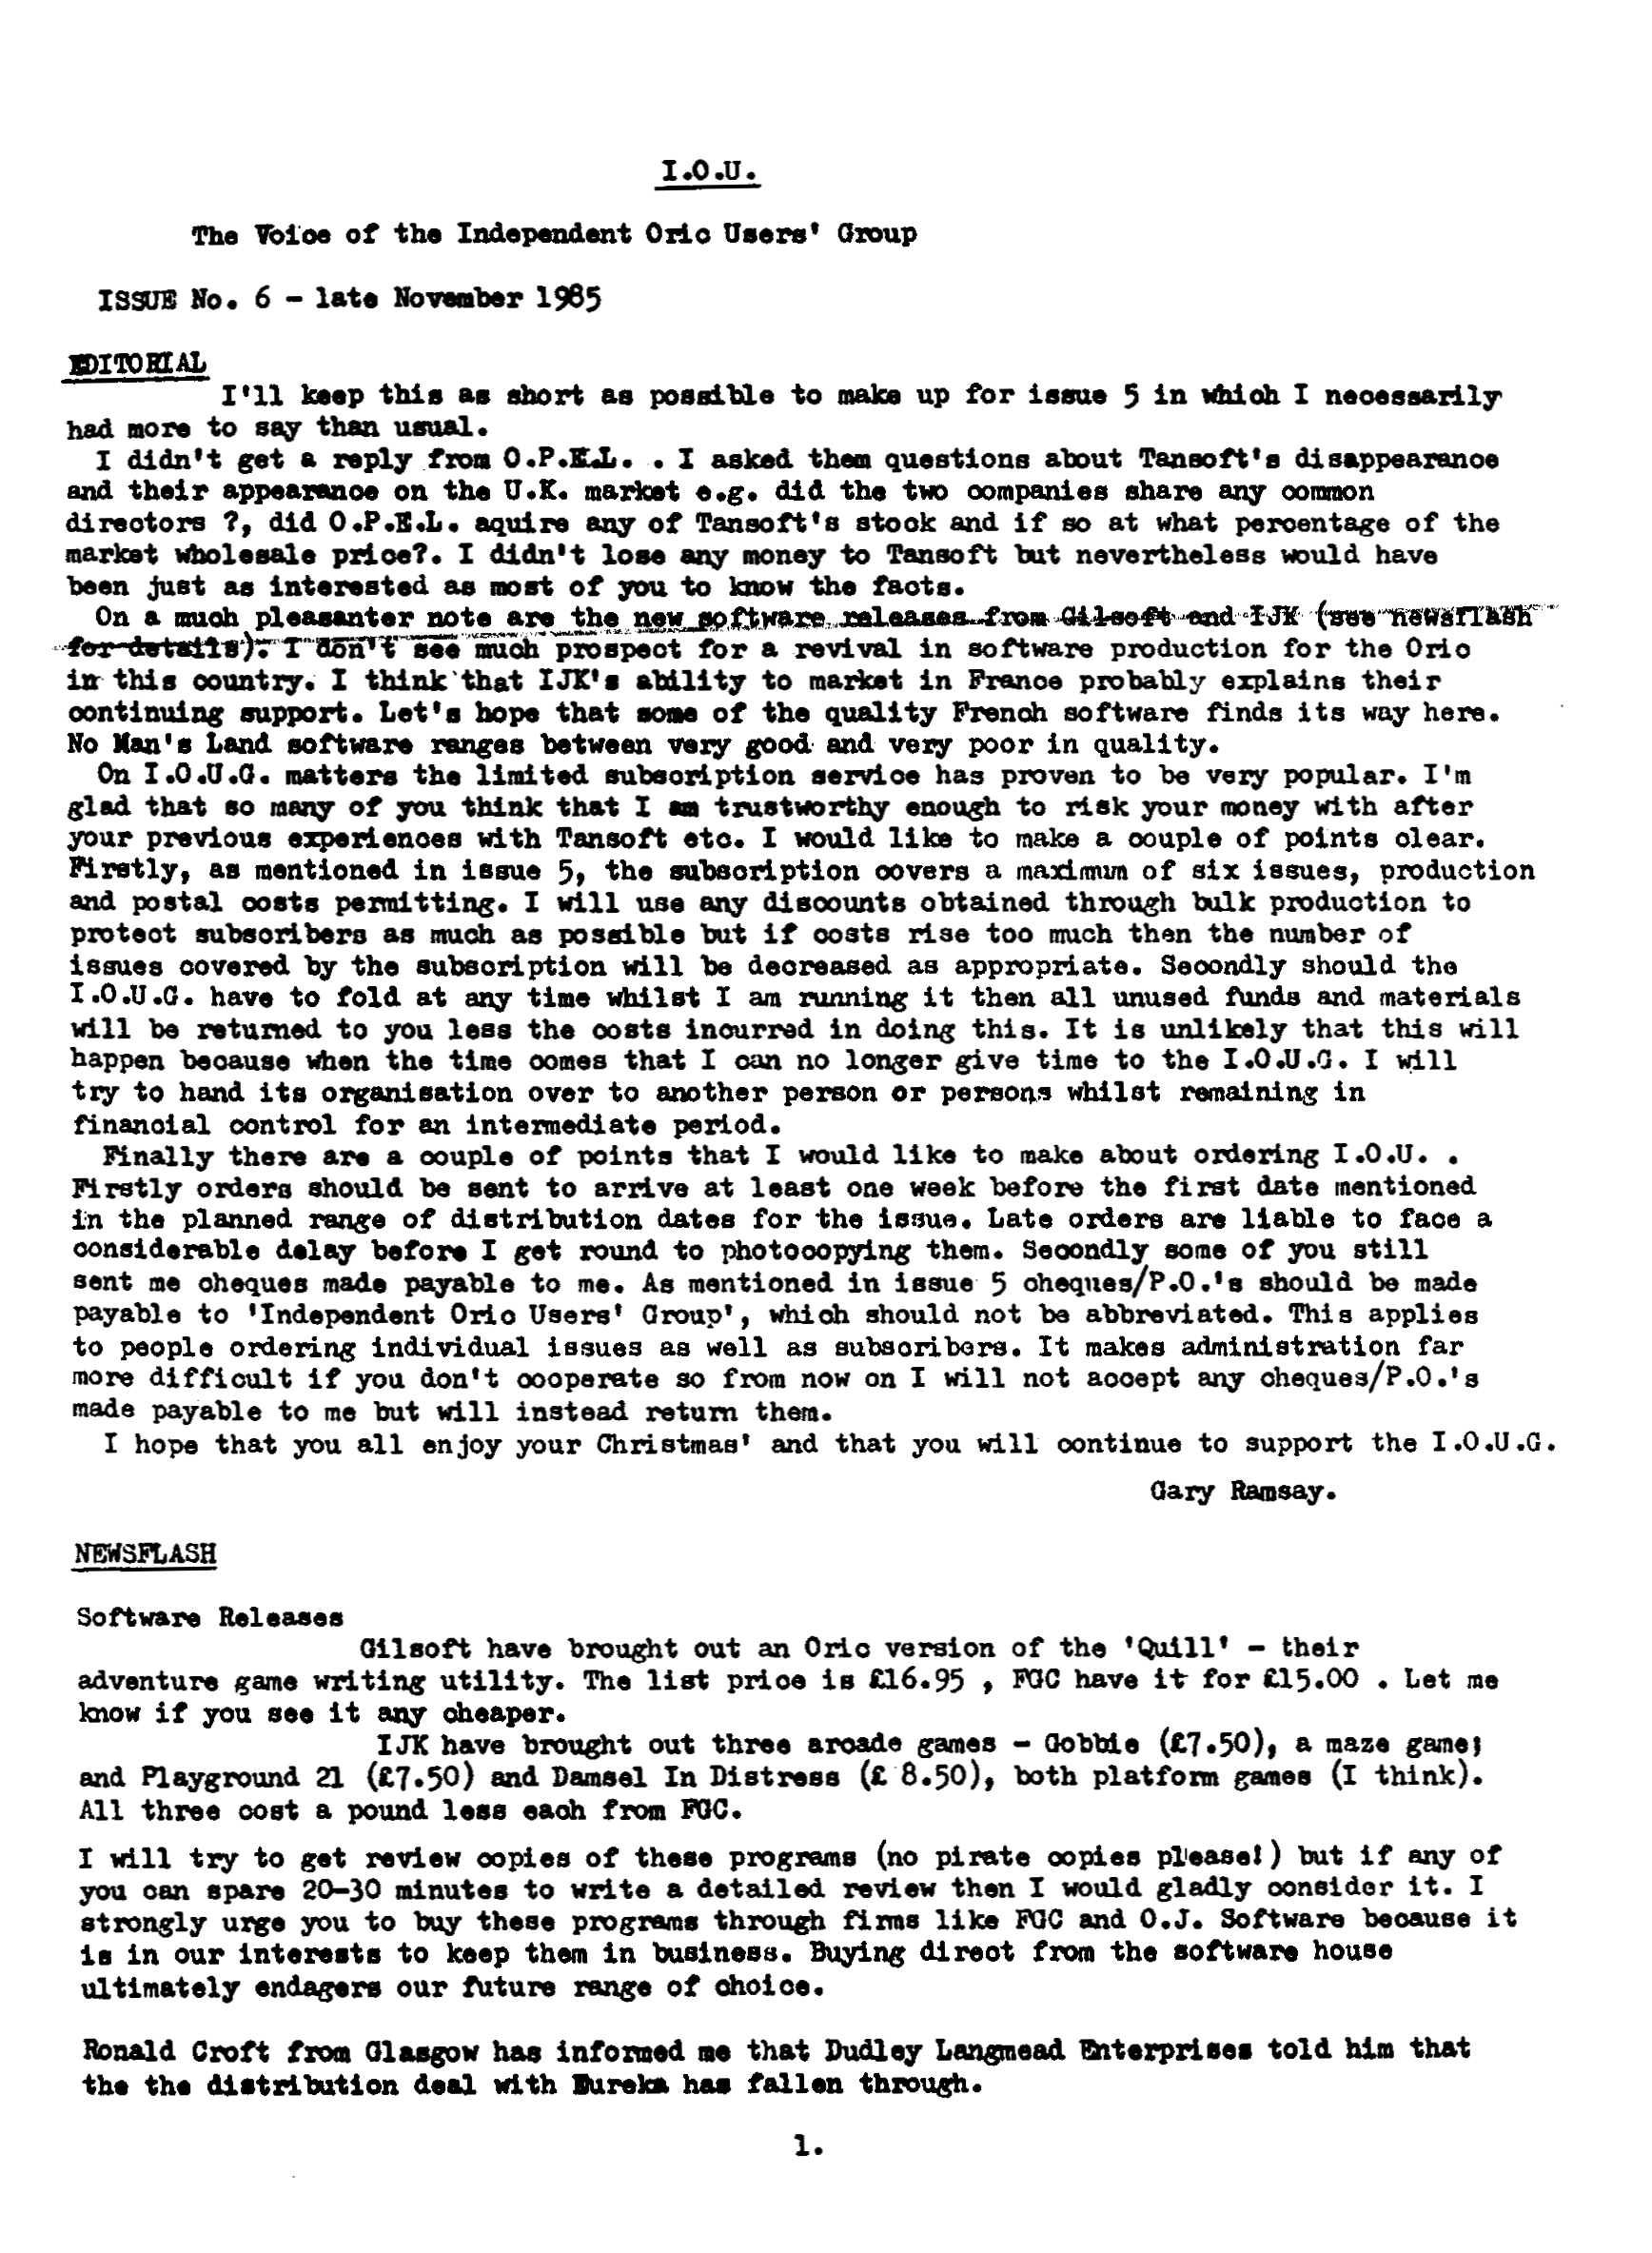 I.O.U.
The Voice of the Independent Oric Users' Group
ISSUE No. 6 - late November 1985
EDITORIAL
I'll keep this as short as possible to make up for issue 5 in which I necessarily
had more to say than usual.
I didn't get a reply from O.P.E.L. . I asked them questions about Tansoft's disappearance
and their appearance on the U.K. market e.g. did the two companies share any common
directors ?, did O.P.E.L. aquire any of Tansoft's stock and if so at what percentage of the
market wholesale price?. I didn't lose any money to Tansoft but nevertheless would have
been just as interested as most of you to know the facts.
On a much pleasanter note are the new software releases from Gilsoft and IJK (see newsflash
for details). I don't see much prospect for a revival in software production for the Oric
in this country. I think that IJK's ability to market in France probably explains their
continuing support. Let's hope that some of the quality French software finds its way here.
No Man's Land software ranges between very good and very poor in quality.
On I.O.U.G. matters the limited subscription service has proven to be very popular. I'm
glad that so many of you think that I am trustworthy enough to risk your money with after
your previous experiences with Tansoft etc. I would like to make a couple of points clear.
Firstly, as mentioned in issue 5, the subscription covers a maximum of six issues, production
and postal costs permitting. I will use any discounts obtained through bulk production to
protect subscribers as much as possible but if costs rise too much then the number of
issues covered by the subscription will be decreased as appropriate. Secondly should the
I.O.U.G. have to fold at any time whilst I am running it then all unused funds and materials
will be returned to you less the costs incurred in doing this. It is unlikely that this will
happen because when the time comes that I can no longer give time to the I.O.U.G. I will
try to hand its organisation over to another person or persons whilst remaining in
financial control for an intermediate period.
Finally there are a couple of points that I would like to make about ordering I.O.U. .
Firstly orders should be sent to arrive at least one week before the first date mentioned
in the planned range of distribution dates for the issue. Late orders are liable to face a
considerable delay before I get round to photocopying them. Secondly some of you still
sent me cheques made payable to me. As mentioned in issue 5 cheques/P.O.'s should be made
payable to 'Independent Oric Users' Group', which should not be abbreviated. This applies
to people ordering individual issues as well as subscribers. It makes administration far
more difficult if you don't cooperate so from now on I will not accept any cheques/P.O.'s
made payable to me but will instead return them.
I hope that you all enjoy your Christmas' and that you will continue to support the I.O.U.G.
Gary Ramsay.
NEWSFLASH
Software Releases
Gilsoft have brought out an Oric version of the 'Quill' - their
adventure game writing utility. The list price is £16.95 , FGC have it for £15.00 . Let me
know if you see it any cheaper.
IJK have brought out three arcade games - Gobbie (£7.50), a maze game;
and Playground 21 (£7.50) and Damsel In Distress (£ 8.50), both platform games (I think).
All three cost a pound less each from FGC.
I will try to get review copies of these programs (no pirate copies please!) but if any of
you can spare 20-30 minutes to write a detailed review then I would gladly consider it. I
strongly urge you to buy these programs through firms like FGC and O.J. Software because it
is in our interests to keep them in business. Buying direct from the software house
ultimately endagers our future range of choice.
Ronald Croft from Glasgow has informed me that Dudley Langmead Enterprises told him that
the the distribution deal with Eureka has fallen through.
1.